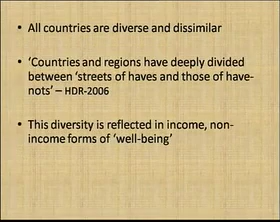 • All countries are diverse and dissimilar
• ‘Countries and regions have deeply divided
between ‘streets of haves and those of have-
nots’ – HDR-2006
• This diversity is reflected in income, non-
income forms of ‘well-being’